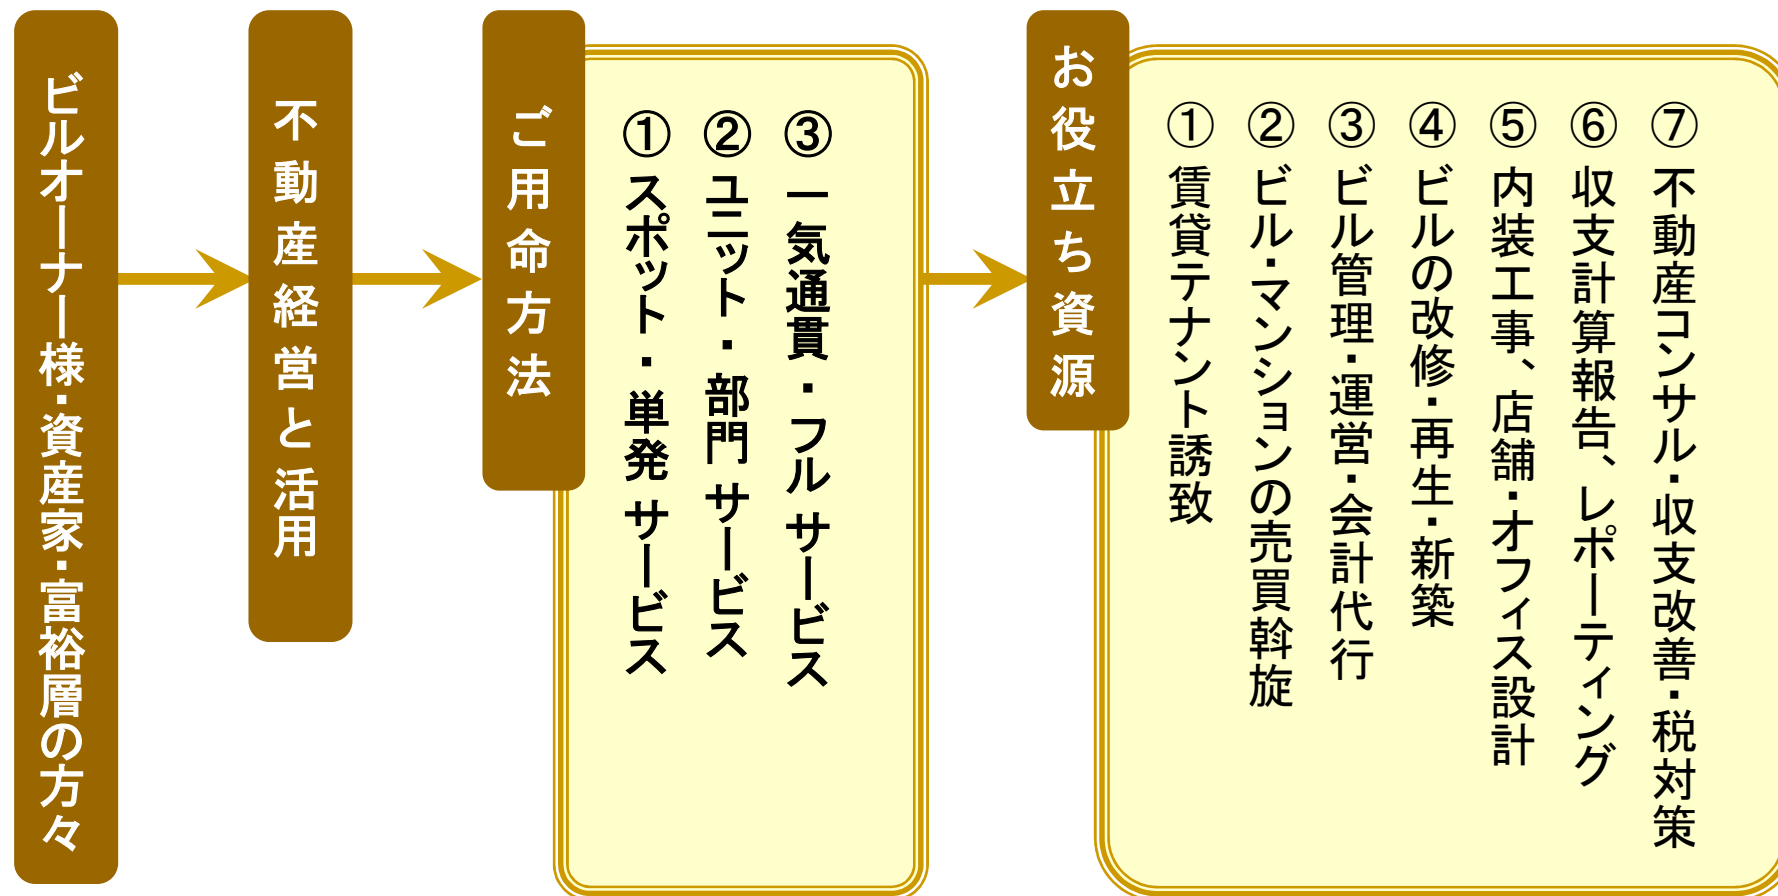 ビルオーナー様・資産家・富裕層の方々
不動産経営と活用
ご用命方法
① スポット・単発 サービス
② ユニット・部門 サービス
③ 一気通貫・フル サービス
お役立ち資源
① 賃貸テナント誘致
② ビル・マンションの売買斡旋
③ ビル管理・運営・会計代行
④ ビルの改修・再生・新築
⑤ 内装工事、店舗・オフィス設計
⑥ 収支計算報告、レポーティング
⑦ 不動産コンサル・収支改善・税対策